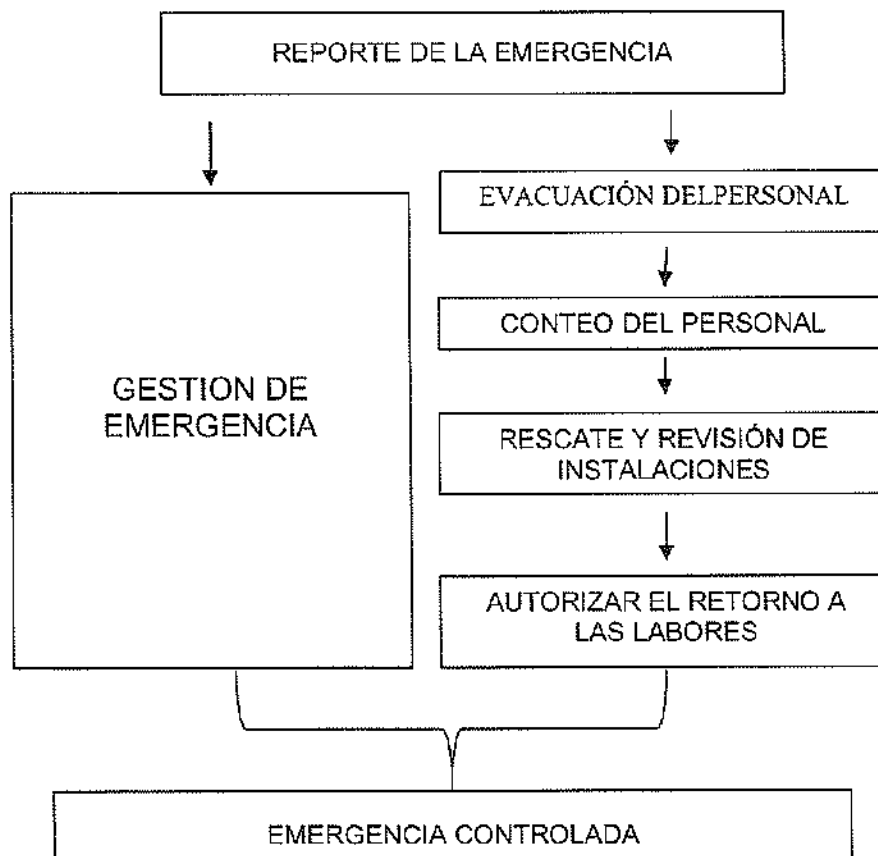 REPORTE DE LA EMERGENCIA
GESTION DE
EMERGENCIA
EVACUACIÓN DELPERSONAL
CONTEO DEL PERSONAL
RESCATE Y REVISIÓN DE
INSTALACIONES
AUTORIZAR EL RETORNO A
LAS LABORES
EMERGENCIA CONTROLADA